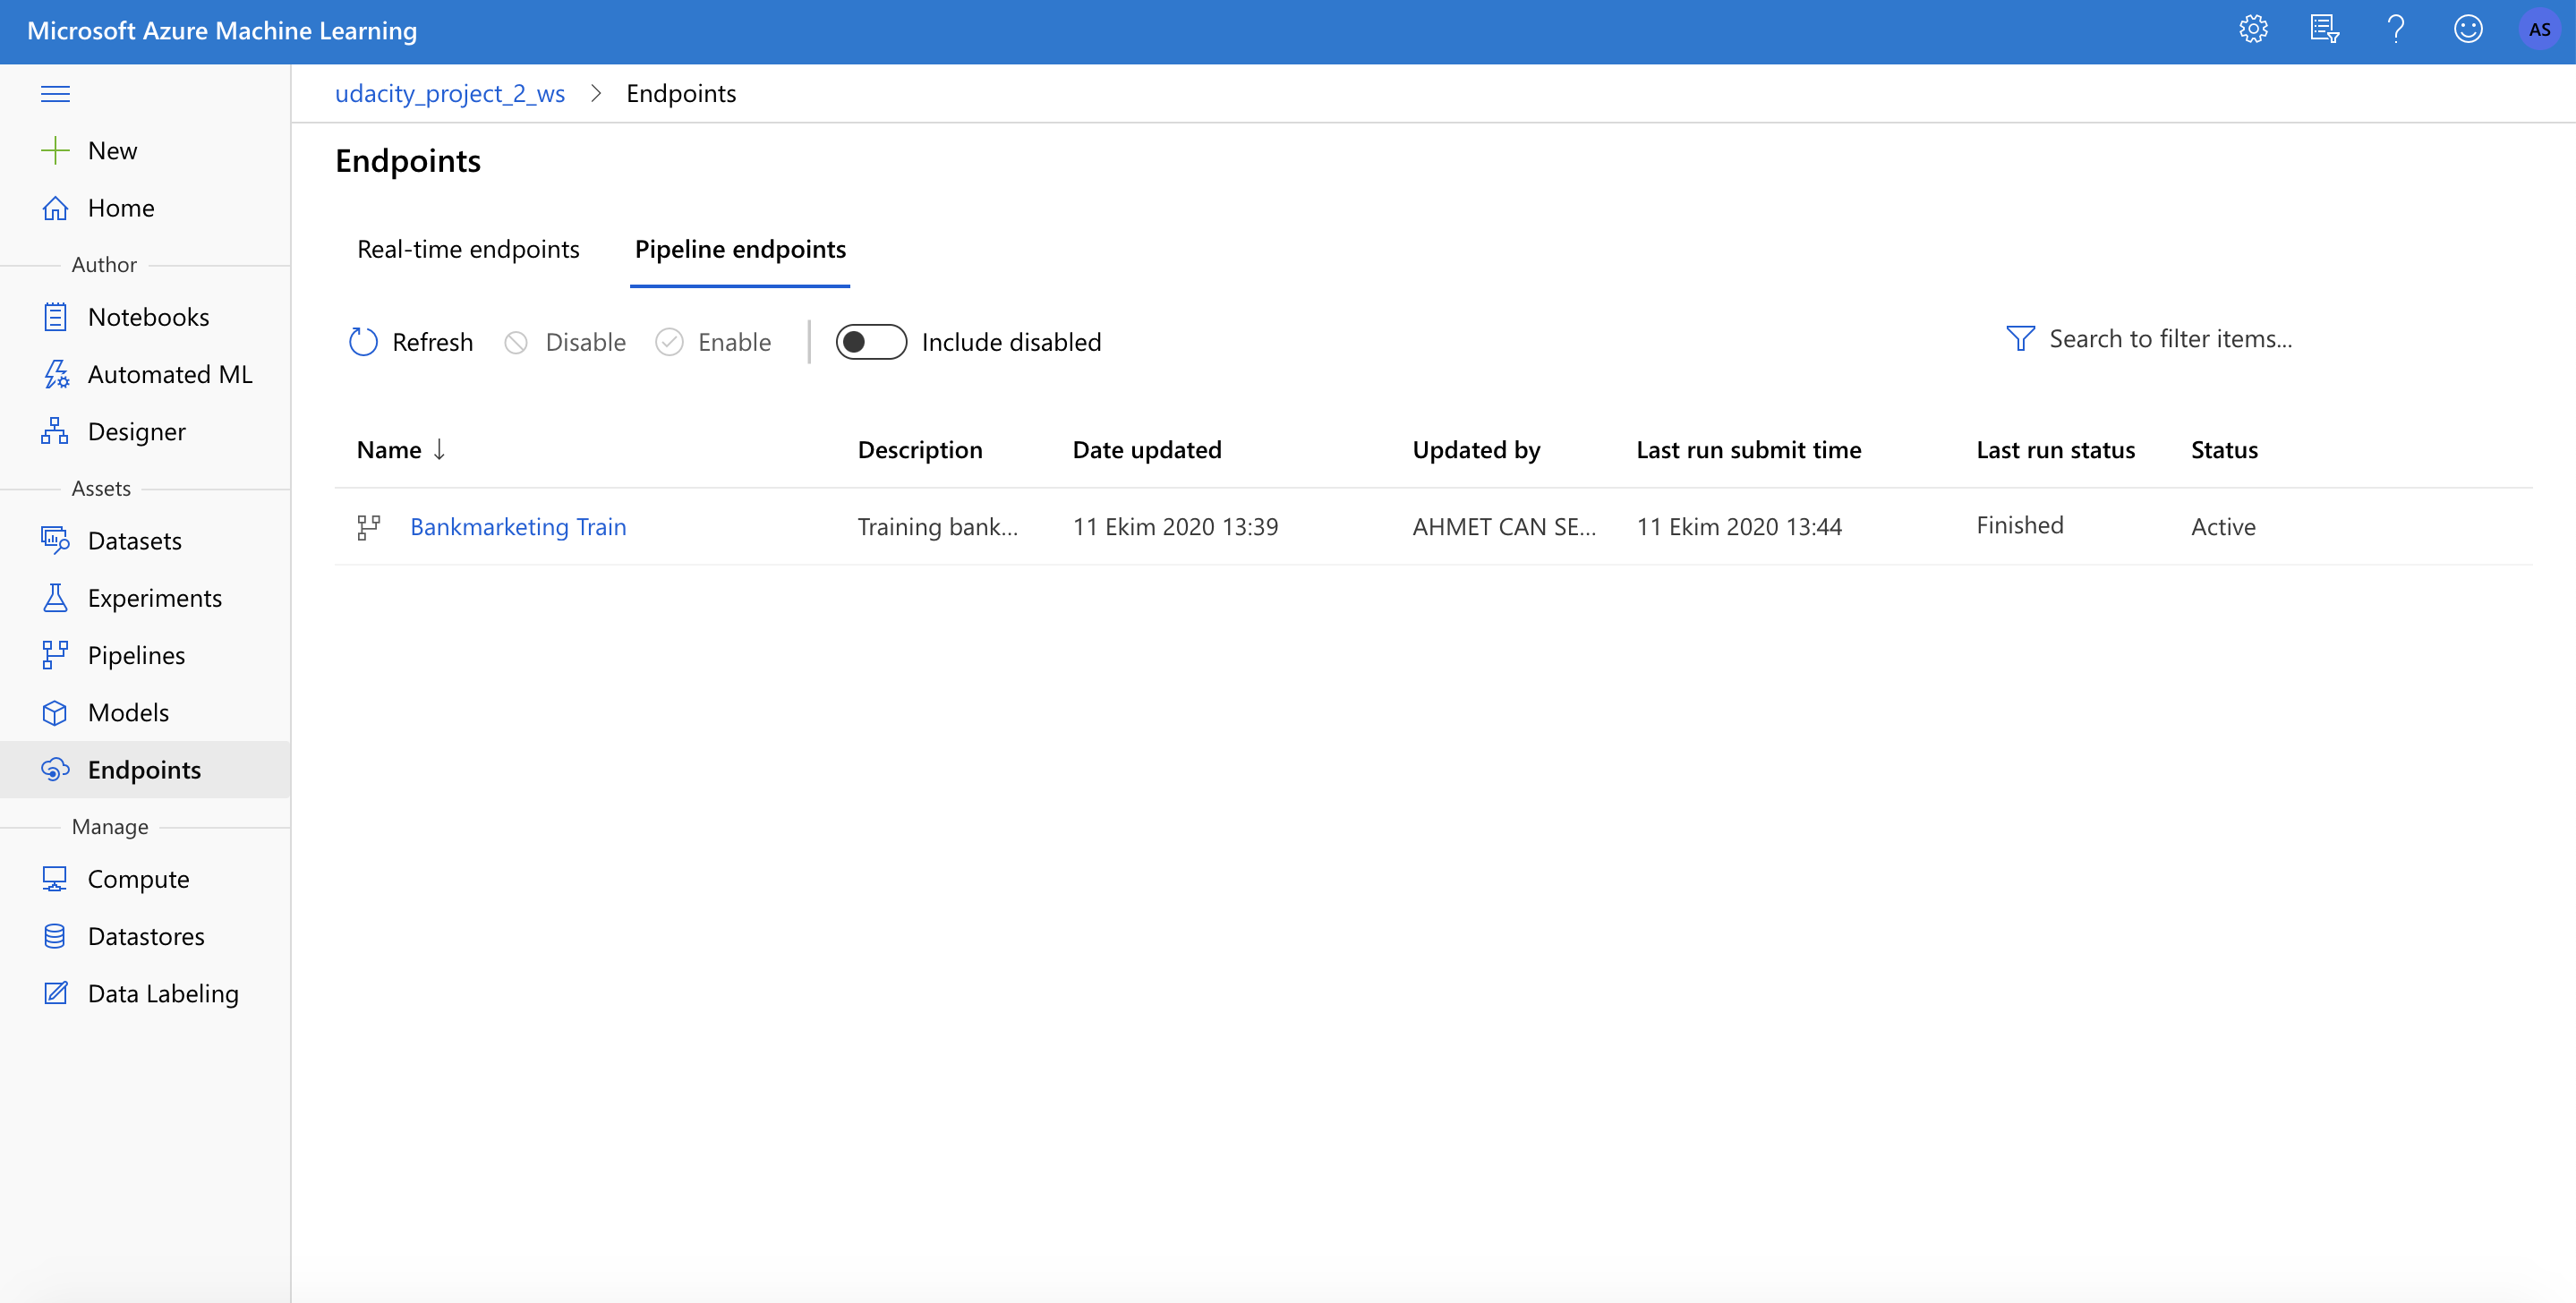 Microsoft Azure Machine Learning
AS
New
Home
Author
Notebooks
Automated ML
Designer
Assets
Datasets
Experiments
Pipelines
Models
Endpoints
Manage
Compute
Datastores
Data Labeling
udacity_project_2_ws > Endpoints
Endpoints
Real-time endpoints Pipeline endpoints
Refresh Disable Enable Include disabled Search to filter items...
Name ↓ Description Date updated Updated by Last run submit time Last run status Status
Bankmarketing Train Training bank... 11 Ekim 2020 13:39 AHMET CAN SE... 11 Ekim 2020 13:44 Finished Active